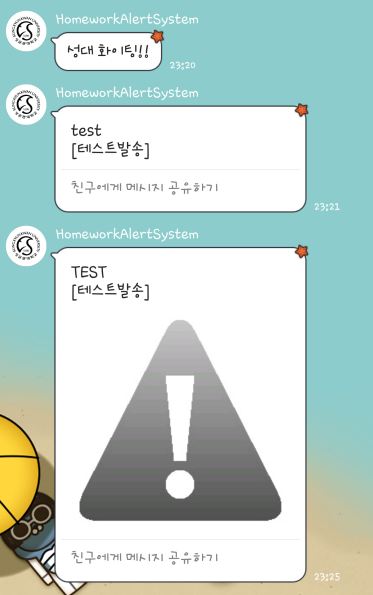 HomeworkAlertSystem
성대 화이팅!!
23:20
HomeworkAlertSystem
test
[테스트발송]
친구에게 메시지 공유하기
23:21
HomeworkAlertSystem
TEST
[테스트발송]
친구에게 메시지 공유하기
23:25